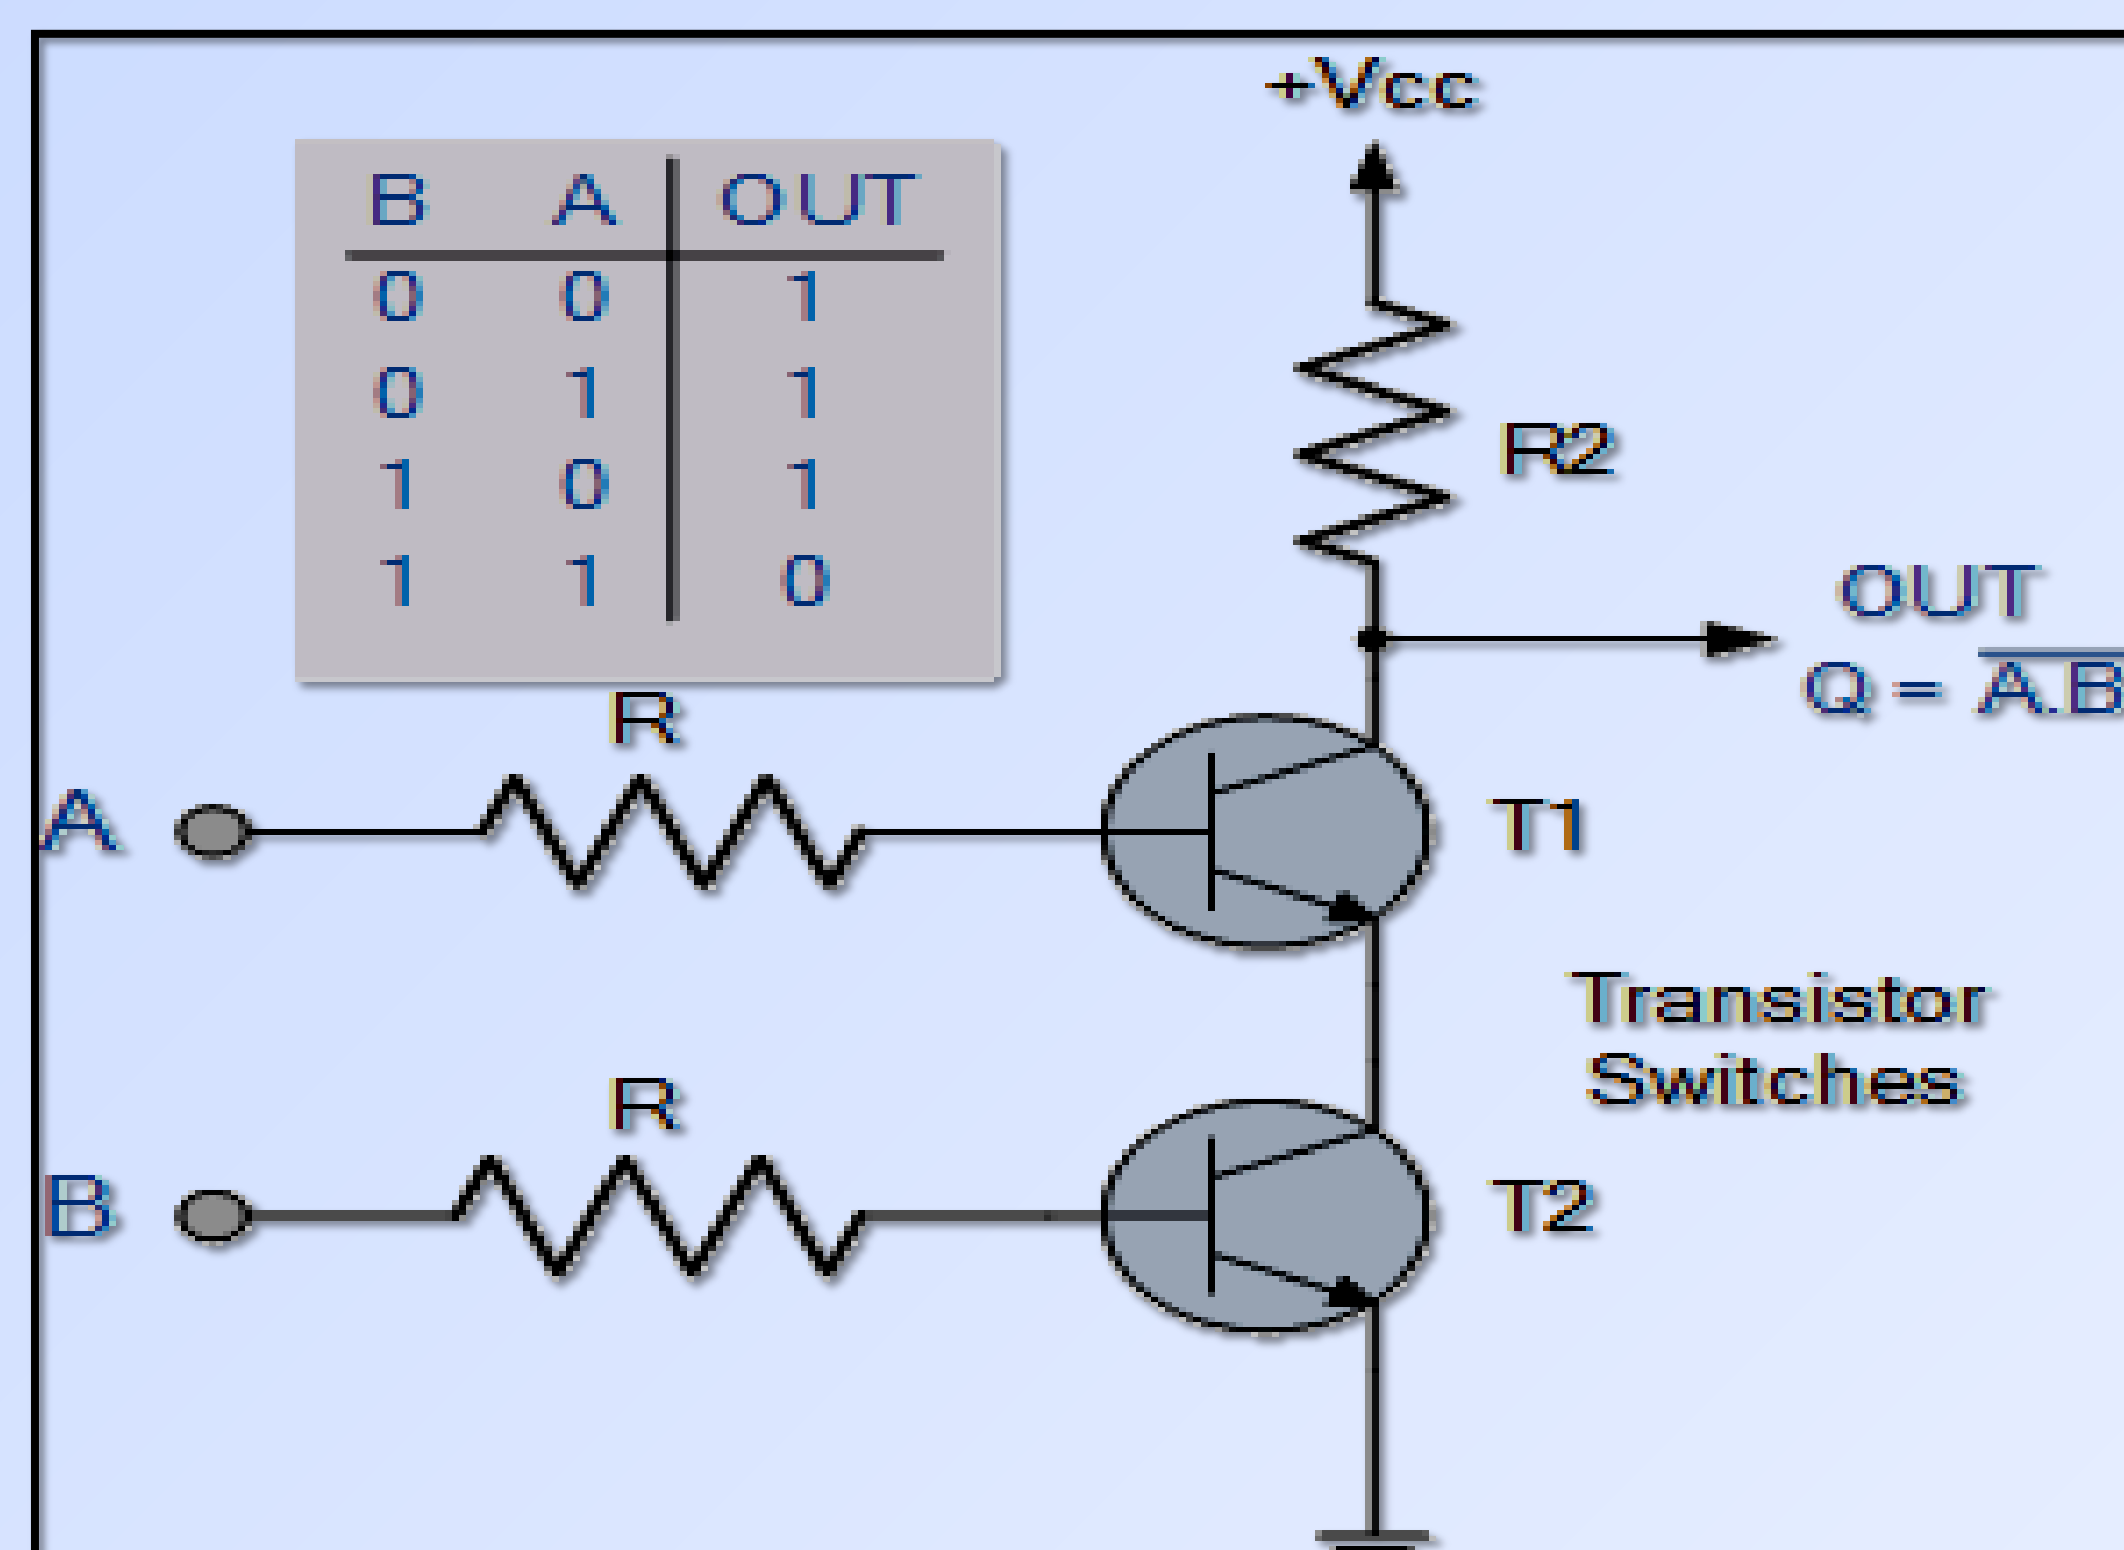 +Vcc
B A OUT
0 0 1
0 1 1
1 0 1
1 1 0
R2
OUT
Q = A.B
R
A
T1
Transistor
Switches
R
B
T2